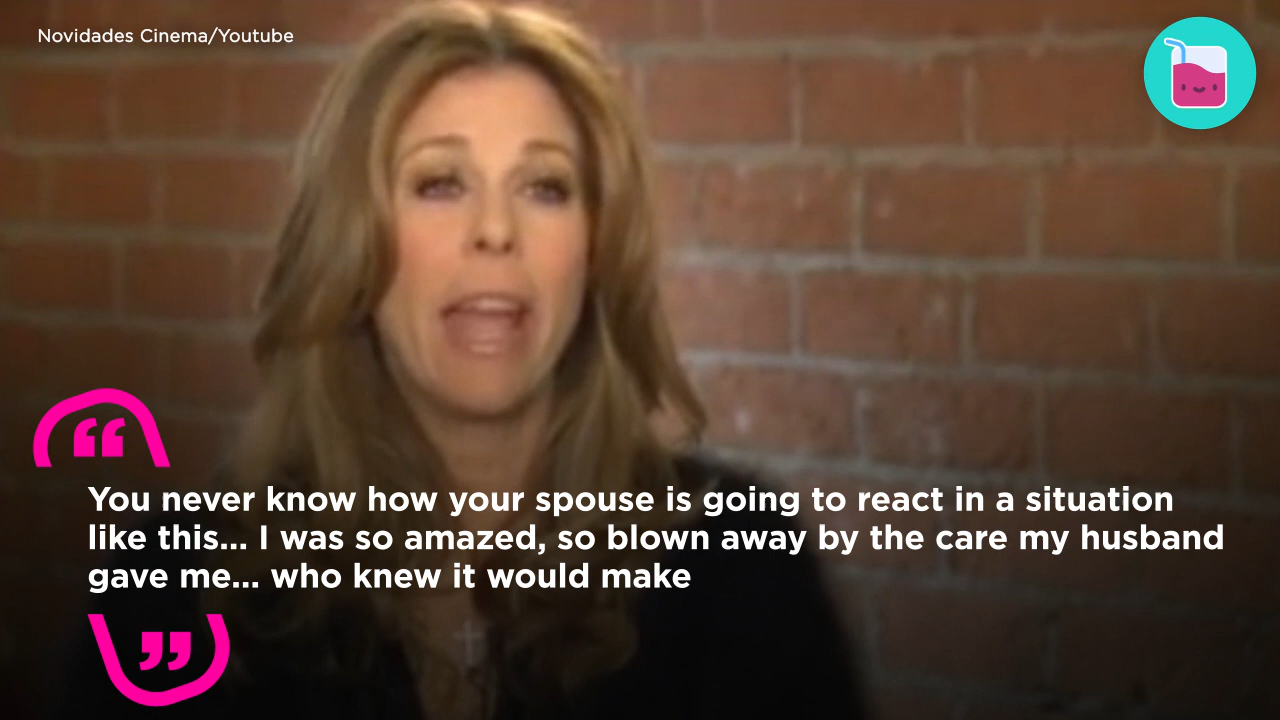 Novidades Cinema/Youtube
“
You never know how your spouse is going to react in a situation
like this... I was so amazed, so blown away by the care my husband
gave me... who knew it would make
”